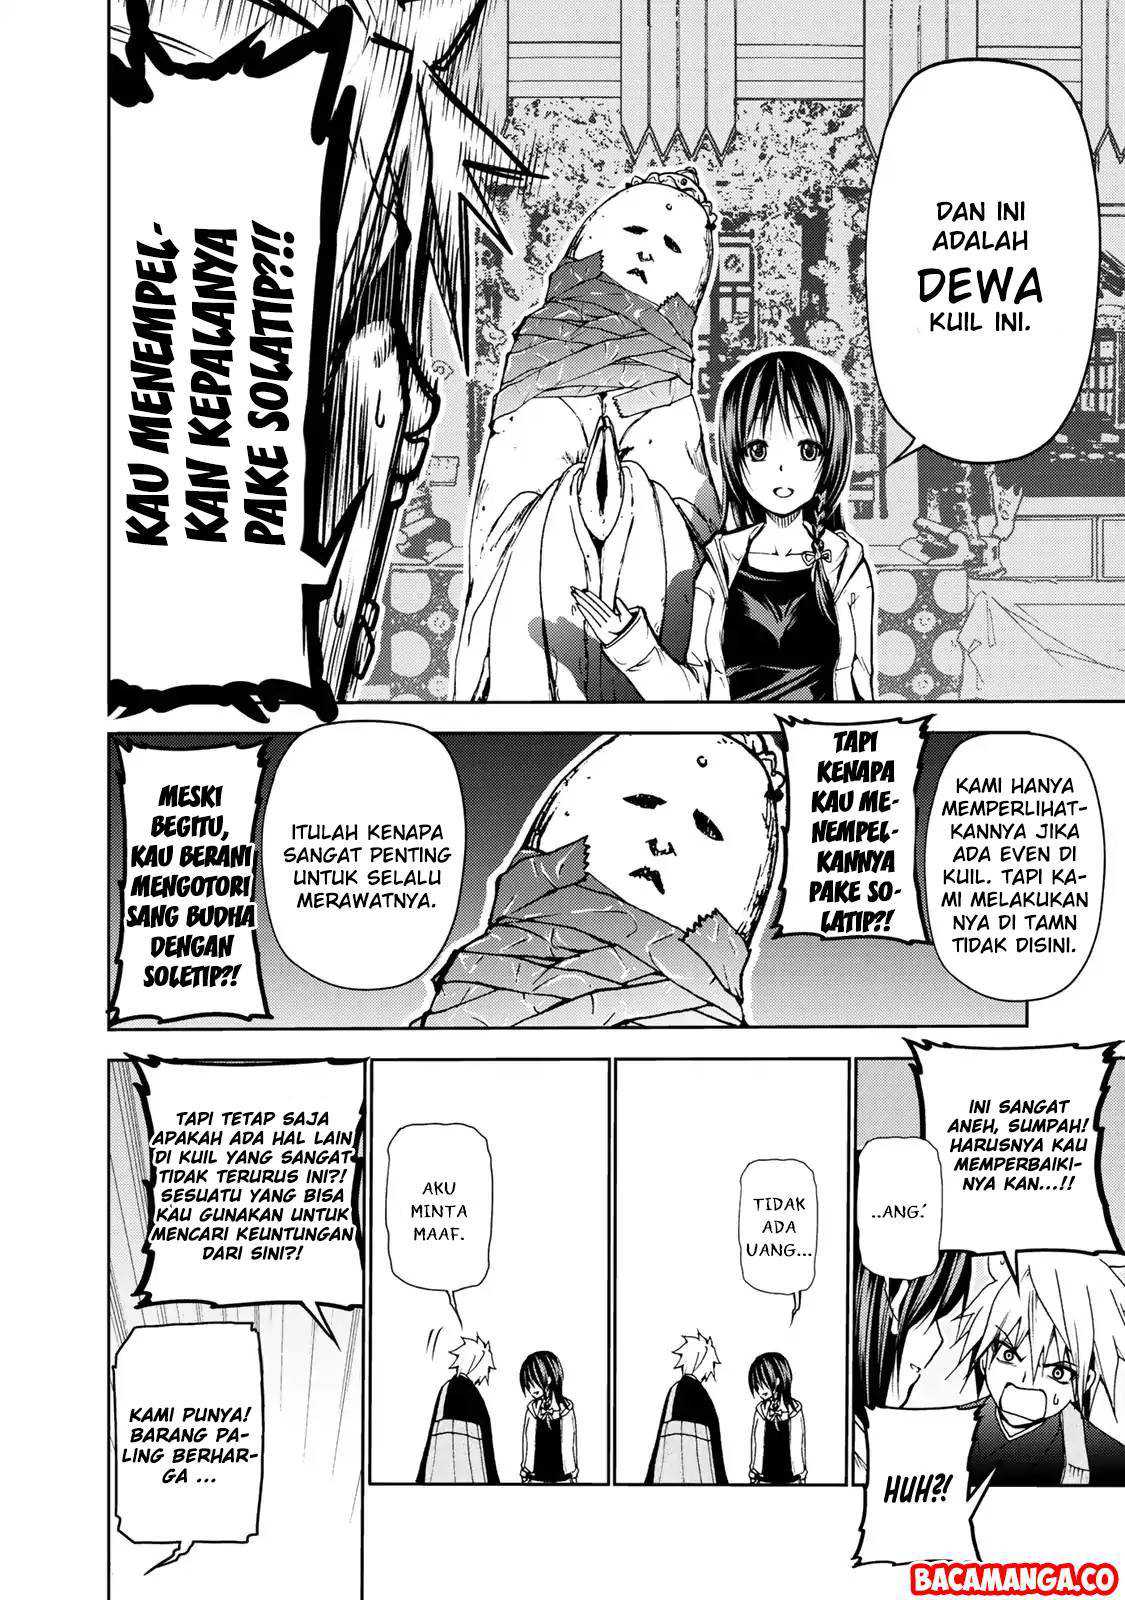 DAN INI
ADALAH
DEWA
KUIL INI.
KAU MENEMPEL-
KAN KEPALANYA
PAKE SOLATIP?!!
KAMI HANYA
MEMPERLIHAT-
KANNYA JIKA
ADA EVEN DI
KUIL. TAPI KA-
MI MELAKUKAN
NYA DI TAMN
TIDAK DISINI.
TAPI
KENAPA
KAU ME-
NEMPEL-
KANNYA
PAKE SO-
LATIP?!
ITULAH KENAPA
SANGAT PENTING
UNTUK SELALU
MERAWATNYA.
MESKI
BEGITU,
KAU BERANI
MENGOTORI
SANG BUDHA
DENGAN
SOLETIP?!
INI SANGAT
ANEH, SUMPAH!
HARUSNYA KAU
MEMPERBAIKI-
NYA KAN...!!
..ANG.'
HUH?!
TIDAK
ADA
UANG...
AKU
MINTA
MAAF.
TAPI TETAP SAJA
APAKAH ADA HAL LAIN
DI KUIL YANG SANGAT
TIDAK TERURUS INI?!
SESUATU YANG BISA
KAU GUNAKAN UNTUK
MENCARI KEUNTUNGAN
DARI SINI?!
KAMI PUNYA!
BARANG PA-
LING BERHAR-
GA ...
BACAMANGA.CO